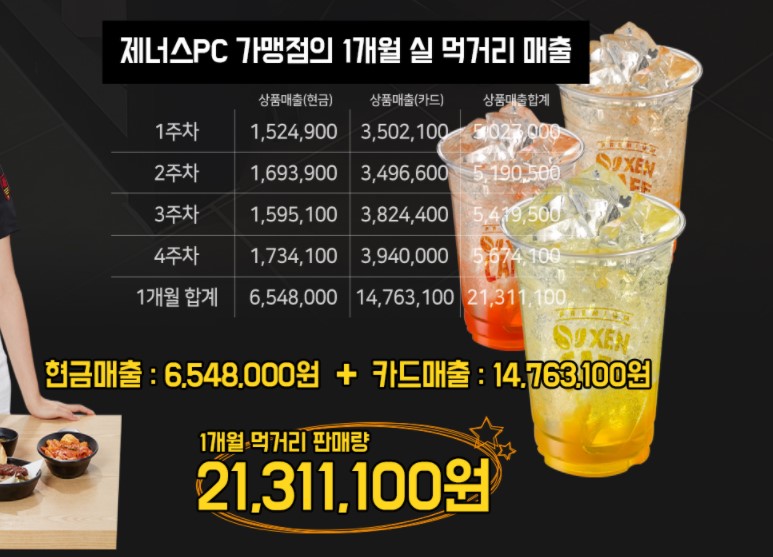 제너스PC 가맹점의 1개월 실 먹거리 매출
상품매출(현금) 상품매출(카드) 상품매출합계
1주차 1,524,900 3,502,100 5,027,000
2주차 1,693,900 3,496,600 5,190,500
3주차 1,595,100 3,824,400 5,419,500
4주차 1,734,100 3,940,000 5,674,100
1개월 합계 6,548,000 14,763,100 21,311,100
현금매출 : 6,548,000원 + 카드매출 : 14,763,100원
1개월 먹거리 판매량
21,311,100원
XEN
XEN